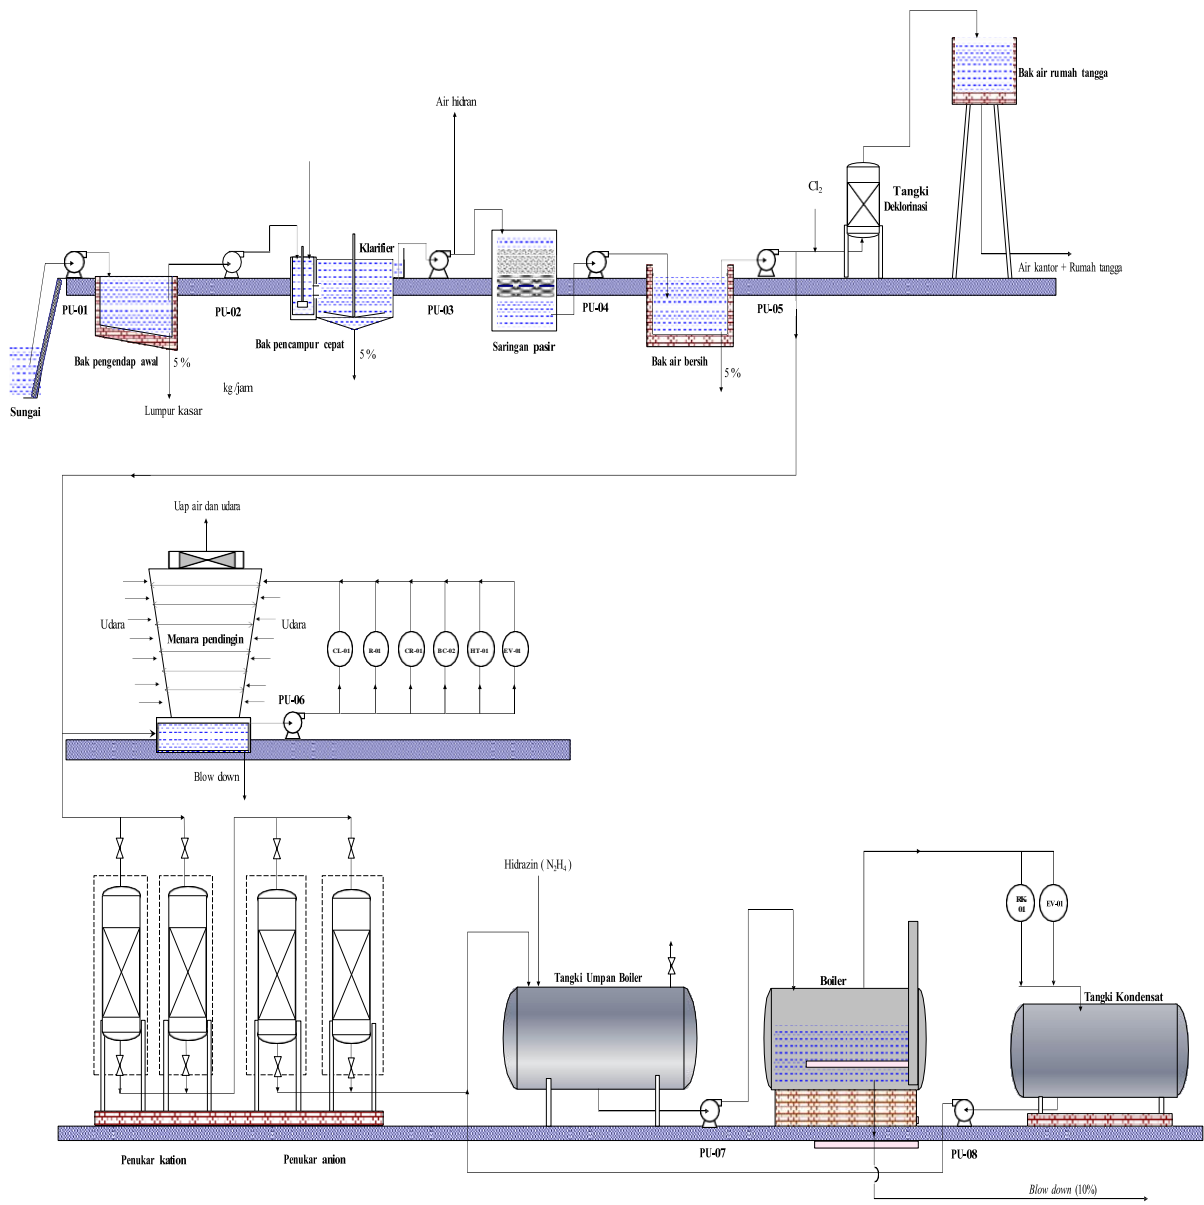 Bak air rumah tangga
Air hidran
Cl2
Tangki
Deklorinasi
Klarifier
Air kantor + Rumah tangga
PU-01
PU-02
PU-03
PU-04
PU-05
Bak pengendap awal
5 %
Bak pencampur cepat
5 %
Saringan pasir
Bak air bersih
5 %
kg/jam
Sungai
Lumpur kasar
Uap air dan udara
Udara
Menara pendingin
Udara
CL-01
R-01
CR-01
BC-02
HT-01
EV-01
PU-06
Blow down
Hidrazin ( N2H4 )
RK-
01
EV-01
Tangki Umpan Boiler
Boiler
Tangki Kondensat
Penukar kation
Penukar anion
PU-07
PU-08
Blow down (10%)